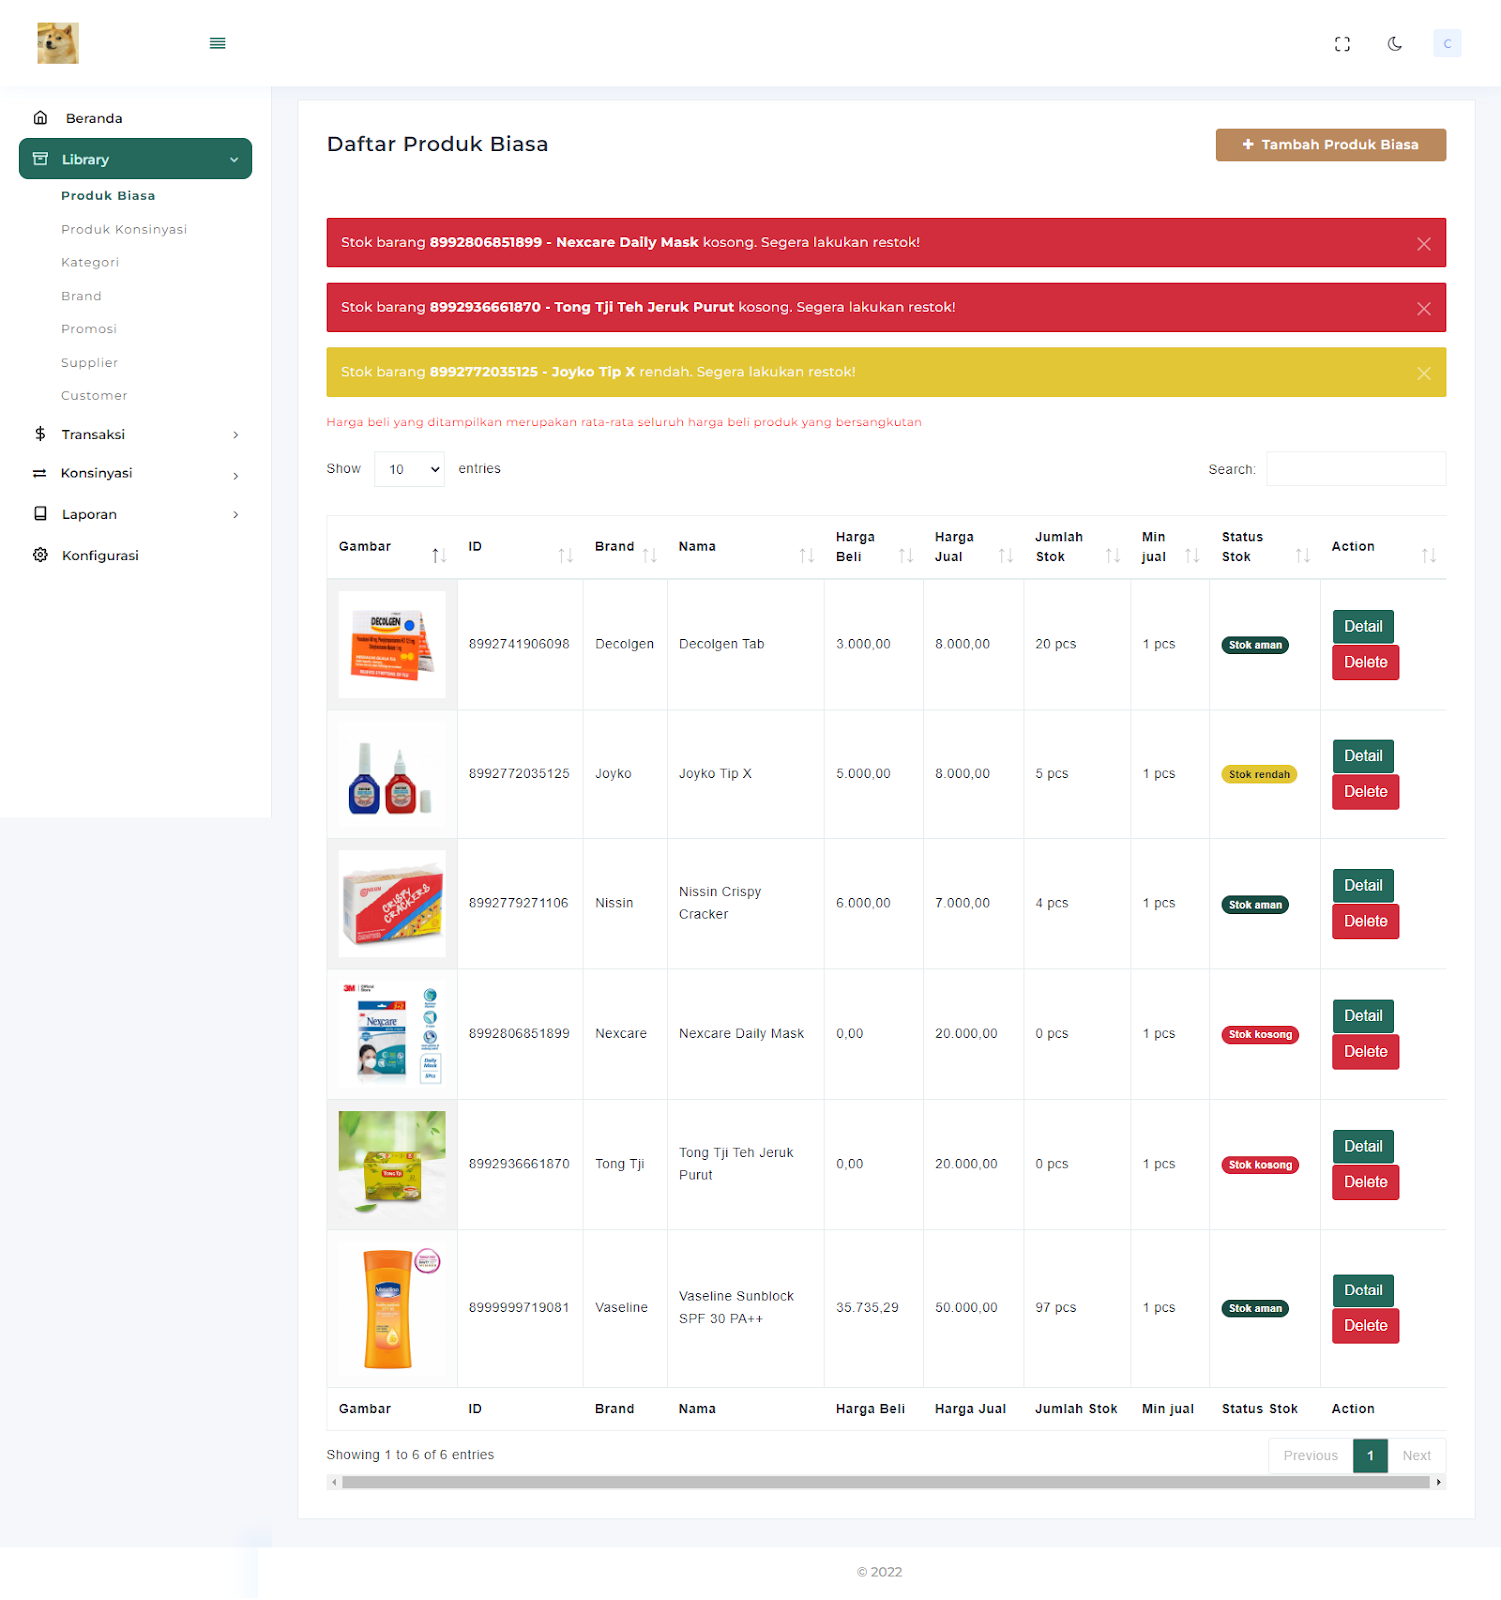 C
Beranda
Library
Produk Biasa
Produk Konsinyasi
Kategori
Brand
Promosi
Supplier
Customer
Transaksi
Konsinyasi
Laporan
Konfigurasi
Daftar Produk Biasa
+ Tambah Produk Biasa
Stok barang 8992806851899 - Nexcare Daily Mask kosong. Segera lakukan restok!
Stok barang 8992936661870 - Tong Tji Teh Jeruk Purut kosong. Segera lakukan restok!
Stok barang 8992772035125 - Joyko Tip X rendah. Segera lakukan restok!
Harga beli yang ditampilkan merupakan rata-rata seluruh harga beli produk yang bersangkutan
Show 10 entries
Search:
Gambar ID Brand Nama Harga Beli Harga Jual Jumlah Stok Min jual Status Stok Action
DECOLGEN
8992741906098 Decolgen Decolgen Tab 3.000,00 8.000,00 20 pcs 1 pcs Stok aman Detail
Delete
8992772035125 Joyko Joyko Tip X 5.000,00 8.000,00 5 pcs 1 pcs Stok rendah Detail
Delete
CRISPY
CRACKERS
8992779271106 Nissin Nissin Crispy Cracker 6.000,00 7.000,00 4 pcs 1 pcs Stok aman Detail
Delete
3M
Nexcare
Daily
Mask
5Pcs
8992806851899 Nexcare Nexcare Daily Mask 0,00 20.000,00 0 pcs 1 pcs Stok kosong Detail
Delete
TONG TJI
8992936661870 Tong Tji Tong Tji Teh Jeruk Purut 0,00 20.000,00 0 pcs 1 pcs Stok kosong Detail
Delete
Vaseline
8999999719081 Vaseline Vaseline Sunblock SPF 30 PA++ 35.735,29 50.000,00 97 pcs 1 pcs Stok aman Detail
Delete
Gambar ID Brand Nama Harga Beli Harga Jual Jumlah Stok Min jual Status Stok Action
Showing 1 to 6 of 6 entries
Previous 1 Next
© 2022